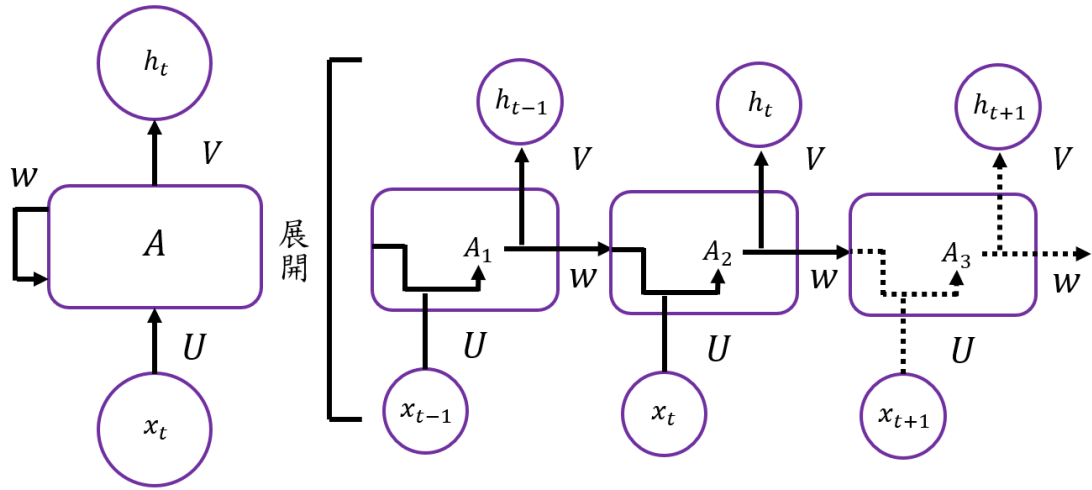 h_t
V
w
A
U
x_t
展開
h_{t−1}
h_t
h_{t+1}
V
V
V
A_1
A_2
A_3
w
w
w
U
U
U
x_{t−1}
x_t
x_{t+1}